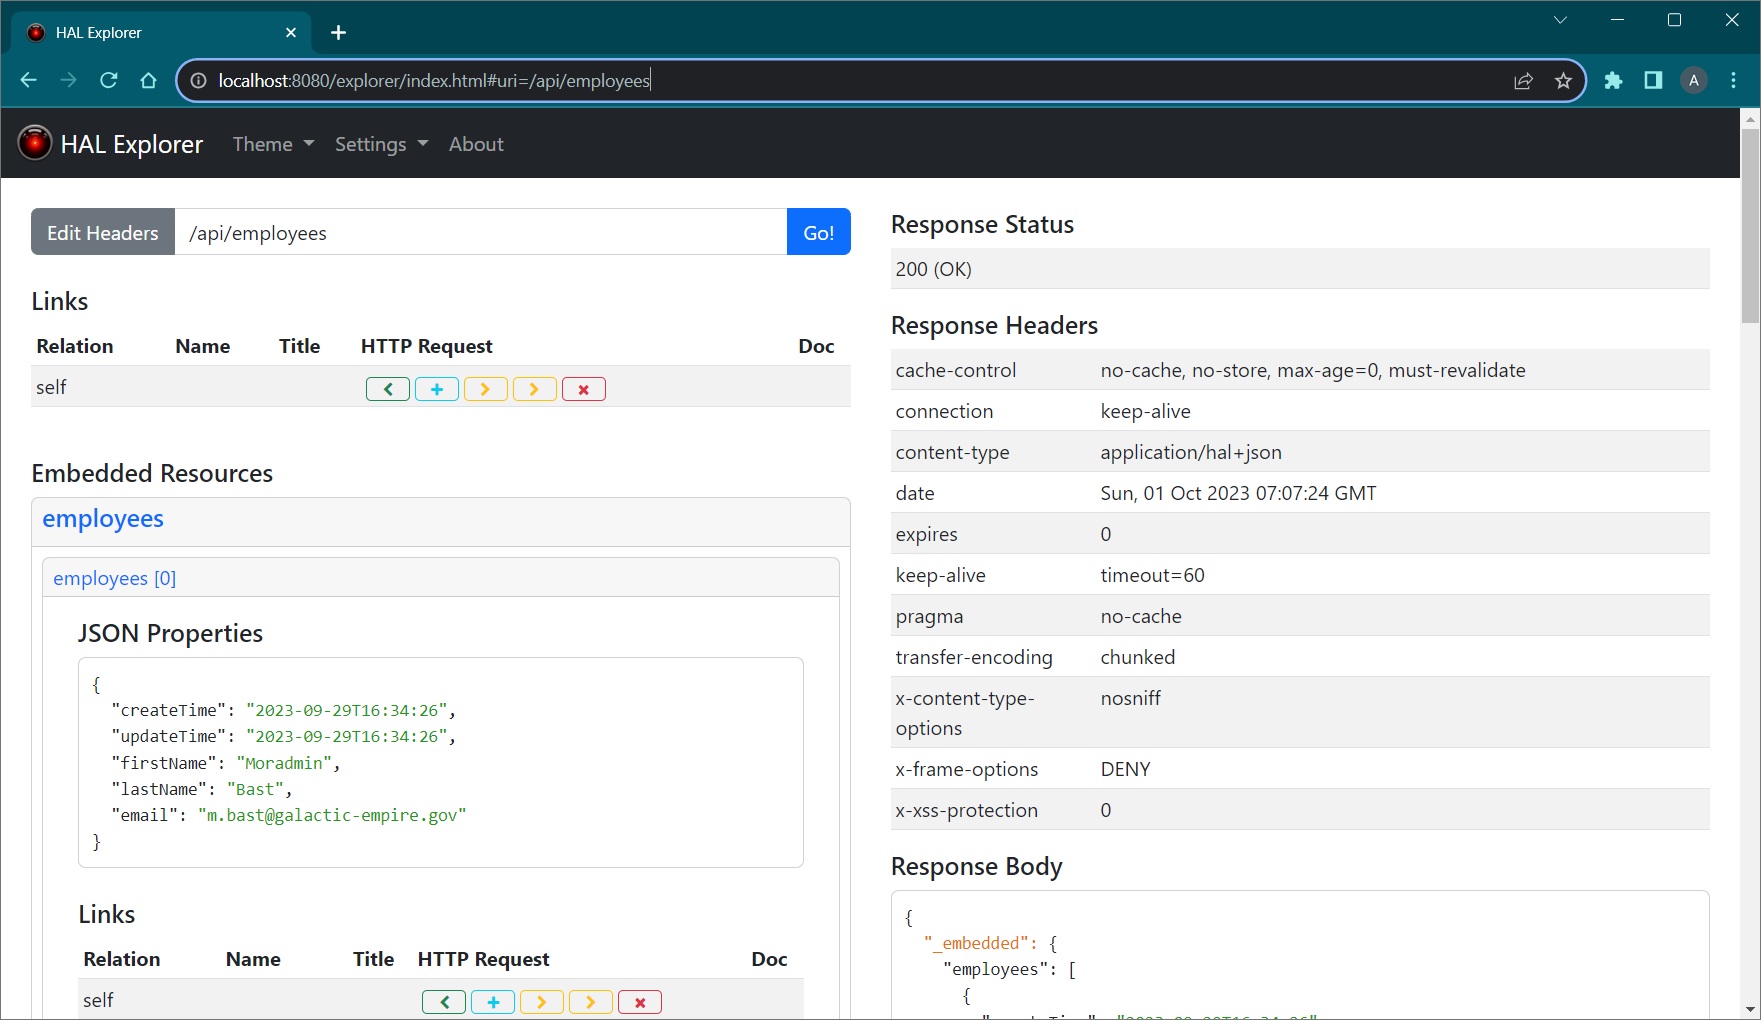 HAL Explorer
localhost:8080/explorer/index.html#uri=/api/employees
A
HAL Explorer Theme Settings About
Edit Headers /api/employees Go!
Links
Relation Name Title HTTP Request Doc
self
Embedded Resources
employees
employees [0]
JSON Properties
{
"createTime": "2023-09-29T16:34:26",
"updateTime": "2023-09-29T16:34:26",
"firstName": "Moradmin",
"lastName": "Bast",
"email": "m.bast@galactic-empire.gov"
}
Links
Relation Name Title HTTP Request Doc
self
Response Status
200 (OK)
Response Headers
cache-control no-cache, no-store, max-age=0, must-revalidate
connection keep-alive
content-type application/hal+json
date Sun, 01 Oct 2023 07:07:24 GMT
expires 0
keep-alive timeout=60
pragma no-cache
transfer-encoding chunked
x-content-type- nosniff
options
x-frame-options DENY
x-xss-protection 0
Response Body
{
"_embedded": {
"employees": [
{